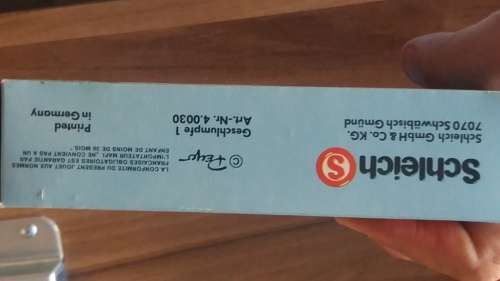 Schleich S
Schleich GmbH & Co. KG.
7070 Schwäbisch Gmünd
© Peyo
Geschlumpfe 1
Art.-Nr. 4.0030
LA CONFORMITE DU PRESENT JOUET AUX NORMES
FRANCAISES OBLIGATOIRES EST GARANTIE PAR
L'IMPORTATEUR MAPI „NE CONVIENT PAS A UN
ENFANT DE MOINS DE 36 MOIS."
Printed
in Germany